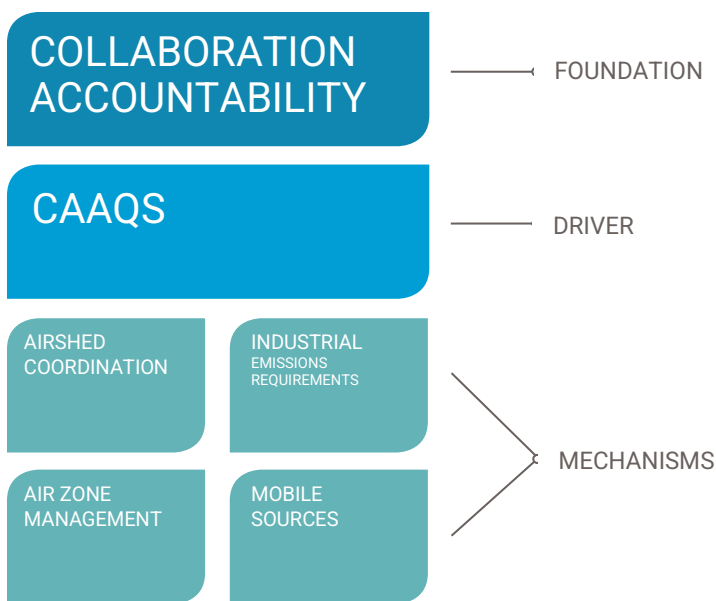 COLLABORATION
ACCOUNTABILITY
FOUNDATION
CAAQS
DRIVER
AIRSHED
COORDINATION
INDUSTRIAL
EMISSIONS
REQUIREMENTS
MECHANISMS
AIR ZONE
MANAGEMENT
MOBILE
SOURCES